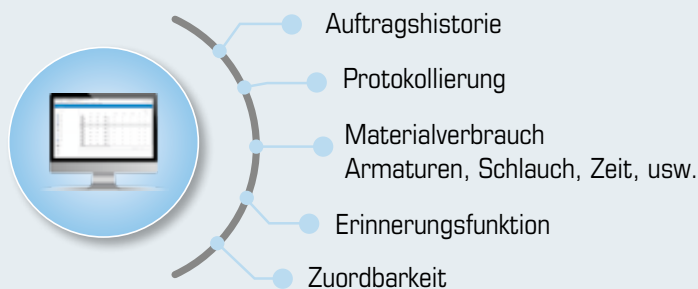 Auftragshistorie
Protokollierung
Materialverbrauch
Armaturen, Schlauch, Zeit, usw.
Erinnerungsfunktion
Zuordbarkeit